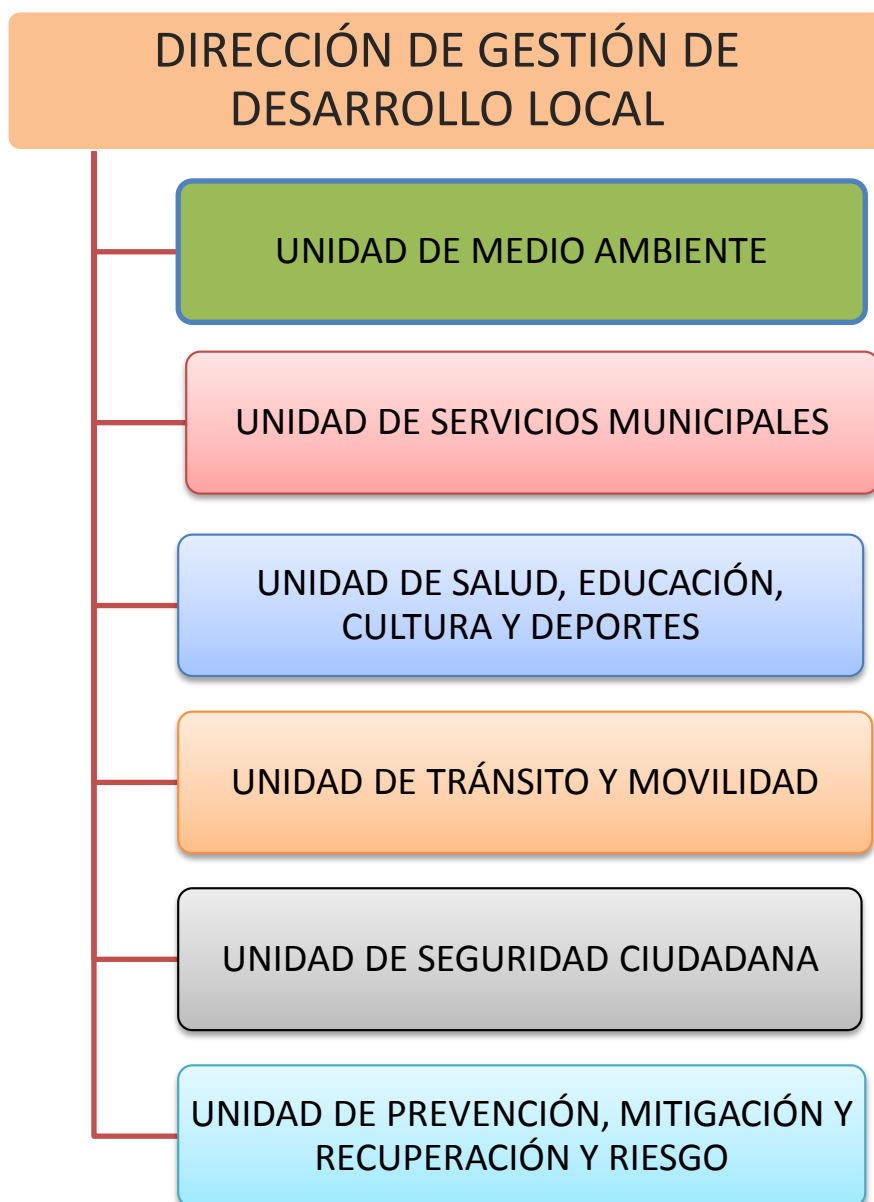 DIRECCIÓN DE GESTIÓN DE
DESARROLLO LOCAL
UNIDAD DE MEDIO AMBIENTE
UNIDAD DE SERVICIOS MUNICIPALES
UNIDAD DE SALUD, EDUCACIÓN,
CULTURA Y DEPORTES
UNIDAD DE TRÁNSITO Y MOVILIDAD
UNIDAD DE SEGURIDAD CIUDADANA
UNIDAD DE PREVENCIÓN, MITIGACIÓN Y
RECUPERACIÓN Y RIESGO